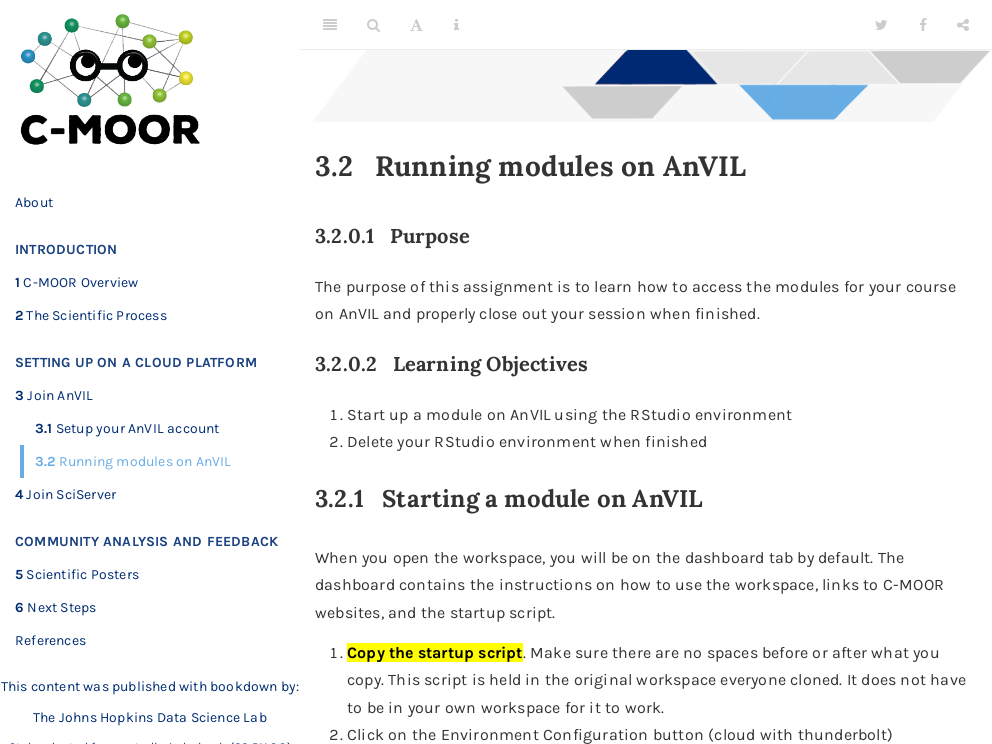 C-MOOR
About
INTRODUCTION
1 C-MOOR Overview
2 The Scientific Process
SETTING UP ON A CLOUD PLATFORM
3 Join AnVIL
3.1 Setup your AnVIL account
3.2 Running modules on AnVIL
4 Join SciServer
COMMUNITY ANALYSIS AND FEEDBACK
5 Scientific Posters
6 Next Steps
References
This content was published with bookdown by:
The Johns Hopkins Data Science Lab
A
i
3.2 Running modules on AnVIL
3.2.0.1 Purpose
The purpose of this assignment is to learn how to access the modules for your course
on AnVIL and properly close out your session when finished.
3.2.0.2 Learning Objectives
1. Start up a module on AnVIL using the RStudio environment
2. Delete your RStudio environment when finished
3.2.1 Starting a module on AnVIL
When you open the workspace, you will be on the dashboard tab by default. The
dashboard contains the instructions on how to use the workspace, links to C-MOOR
websites, and the startup script.
1. Copy the startup script. Make sure there are no spaces before or after what you
copy. This script is held in the original workspace everyone cloned. It does not have
to be in your own workspace for it to work.
2. Click on the Environment Configuration button (cloud with thunderbolt)